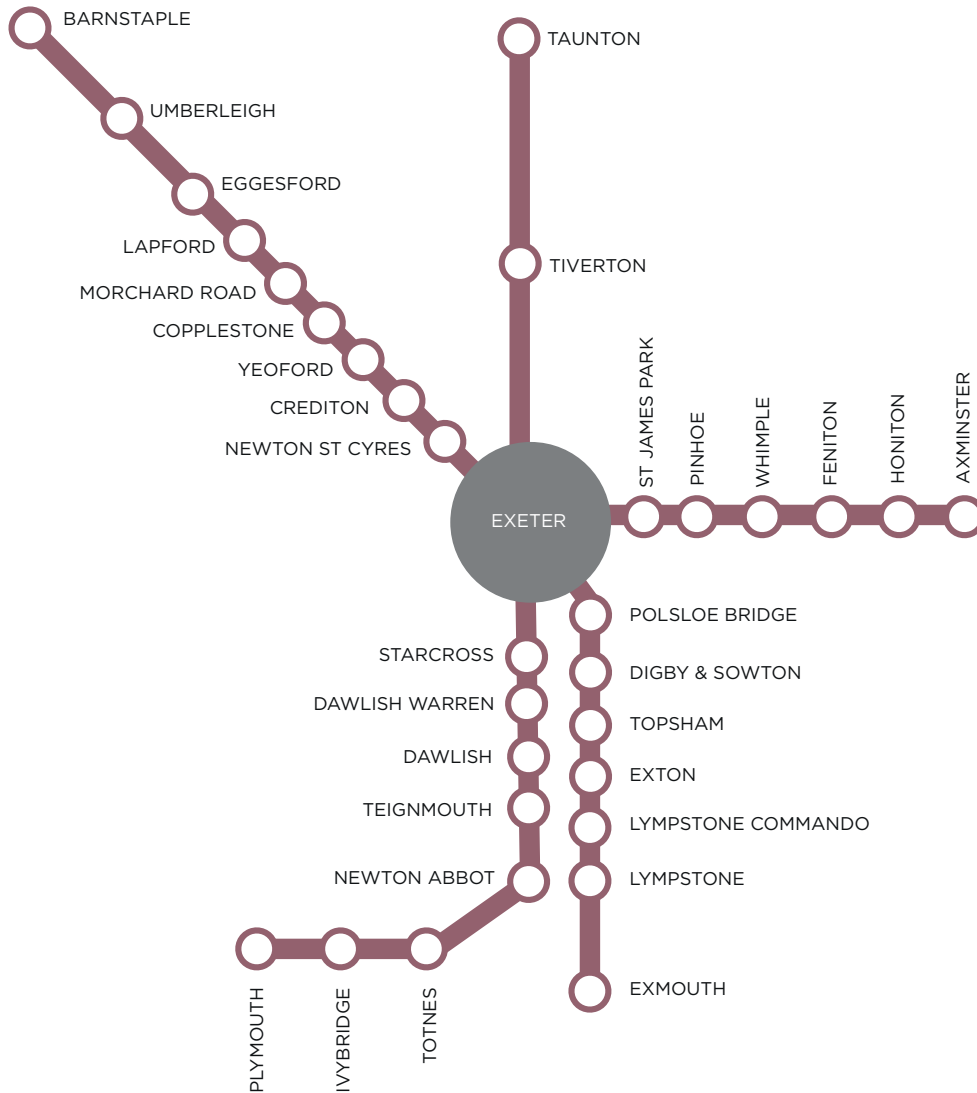 BARNSTAPLE
UMBERLEIGH
EGGESFORD
LAPFORD
MORCHARD ROAD
COPPLESTONE
YEOFORD
CREDITON
NEWTON ST CYRES
TAUNTON
TIVERTON
EXETER
ST JAMES PARK
PINHOE
WHIMPLE
FENITON
HONITON
AXMINSTER
STARCROSS
DAWLISH WARREN
DAWLISH
TEIGNMOUTH
NEWTON ABBOT
PLYMOUTH
IVYBRIDGE
TOTNES
POLSLOE BRIDGE
DIGBY & SOWTON
TOPSHAM
EXTON
LYMPSTONE COMMANDO
LYMPSTONE
EXMOUTH